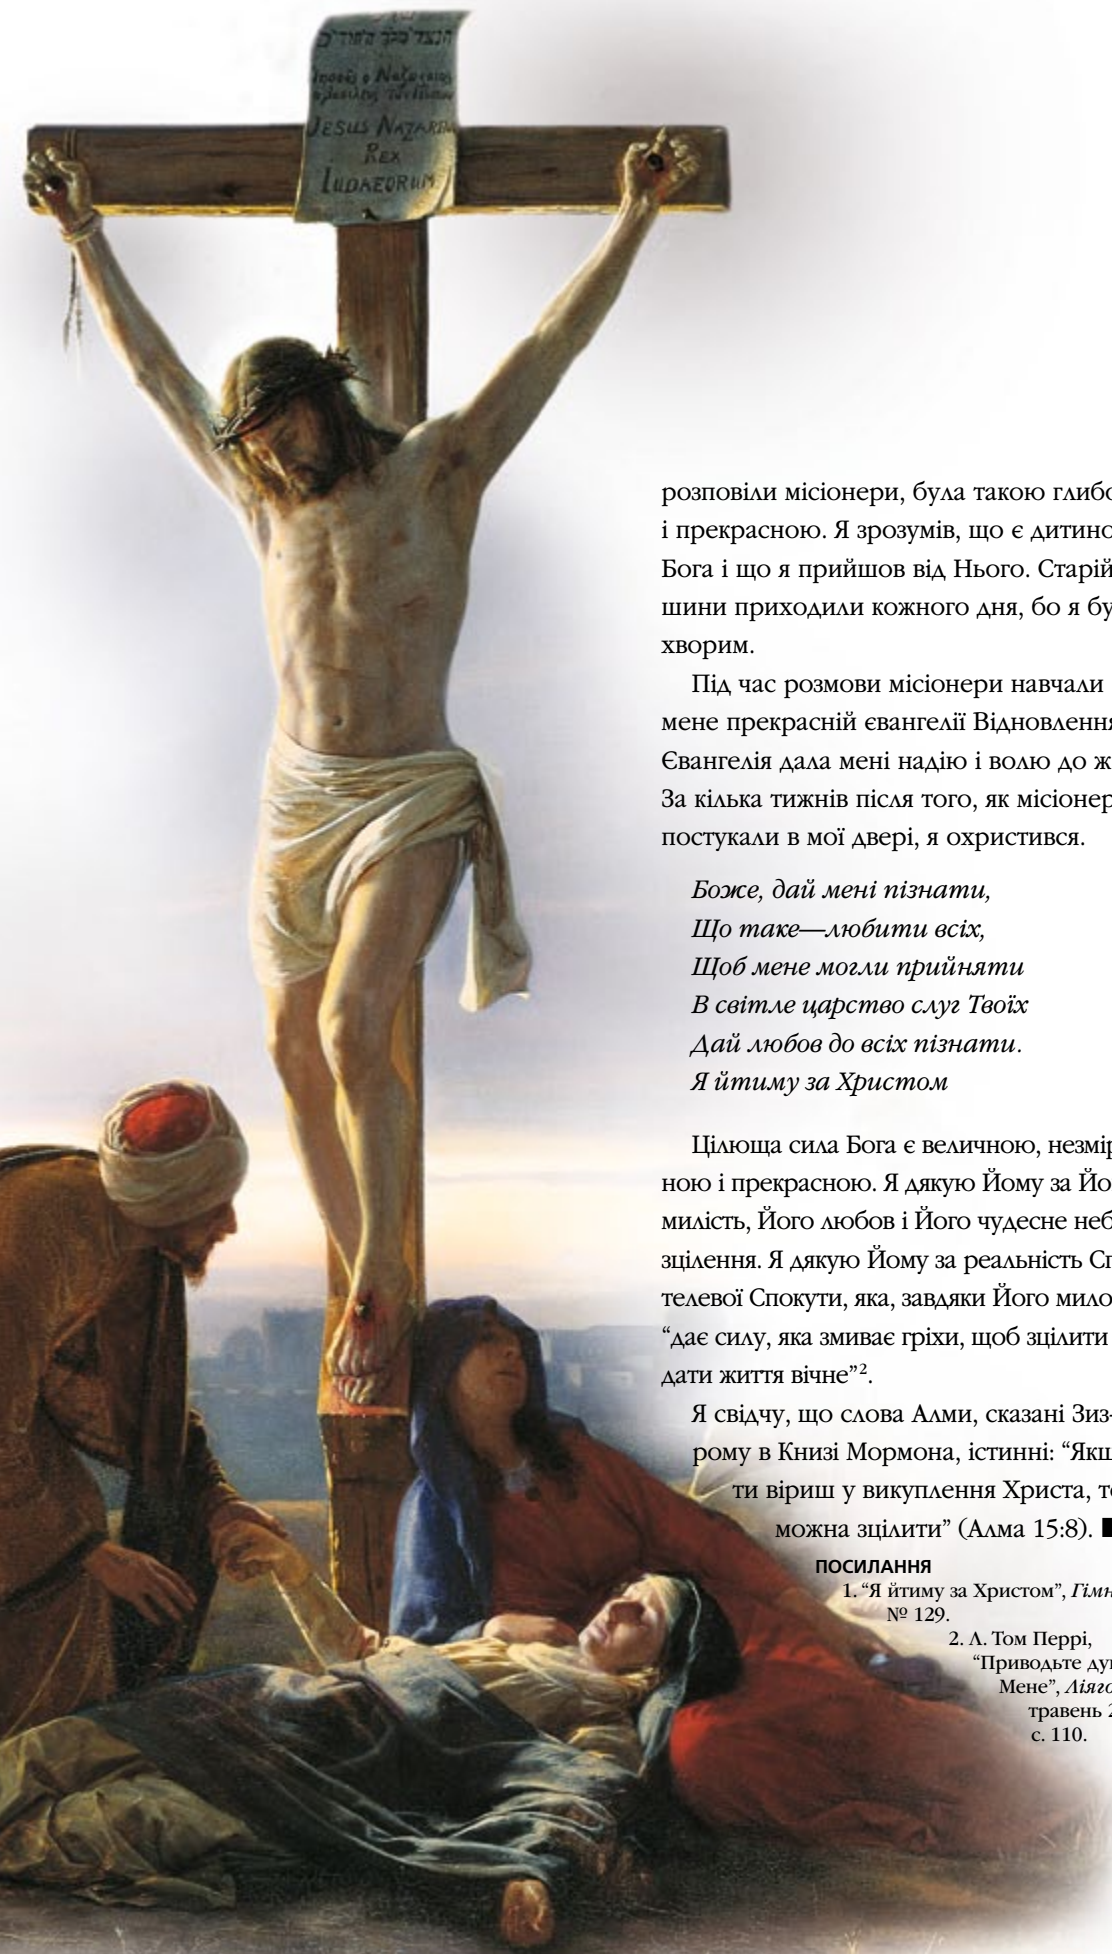 JESUS NAZAREN
REX
IUDAEORUM
розповіли місіонери, була такою глибо
і прекрасною. Я зрозумів, що є дитино
Бога і що я прийшов від Нього. Старій-
шини приходили кожного дня, бо я бу
хворим.
Під час розмови місіонери навчали
мене прекрасній євангелії Відновлення
Євангелія дала мені надію і волю до ж
За кілька тижнів після того, як місіонер
постукали в мої двері, я охристився.
Боже, дай мені пізнати,
Що таке—любити всіх,
Щоб мене могли прийняти
В світле царство слуг Твоїх
Дай любов до всіх пізнати.
Я йтиму за Христом
Цілюща сила Бога є величною, незмір
ною і прекрасною. Я дякую Йому за Йо
милість, Його любов і Його чудесне неб
зцілення. Я дякую Йому за реальність Сп
телевої Спокути, яка, завдяки Його мило
“дає силу, яка змиває гріхи, щоб зцілити
дати життя вічне”².
Я свідчу, що слова Алми, сказані Зиз-
рому в Книзі Мормона, істинні: “Якщ
ти віриш у викуплення Христа, т
можна зцілити” (Алма 15:8). ■
ПОСИЛАННЯ
1. “Я йтиму за Христом”, Гімн
№ 129.
2. Л. Том Перрі,
“Приводьте ду
Мене”, Ліяго
травень 2
с. 110.